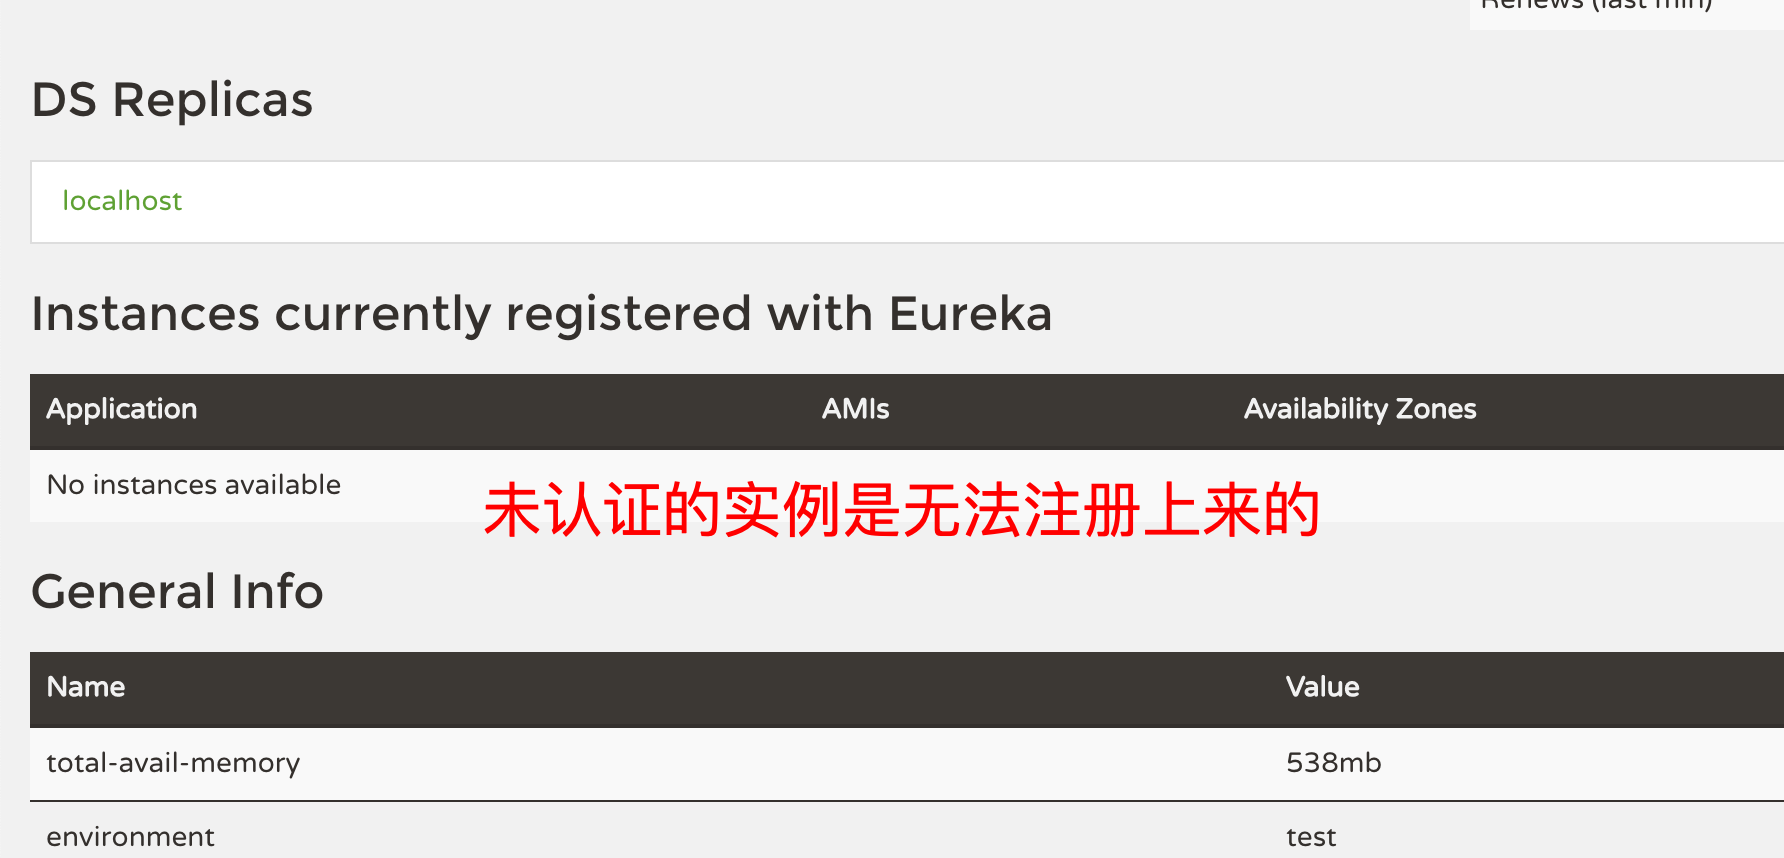 Renews (last min)
DS Replicas
localhost
Instances currently registered with Eureka
Application AMIs Availability Zones
No instances available
未认证的实例是无法注册上来的
General Info
Name Value
total-avail-memory 538mb
environment test